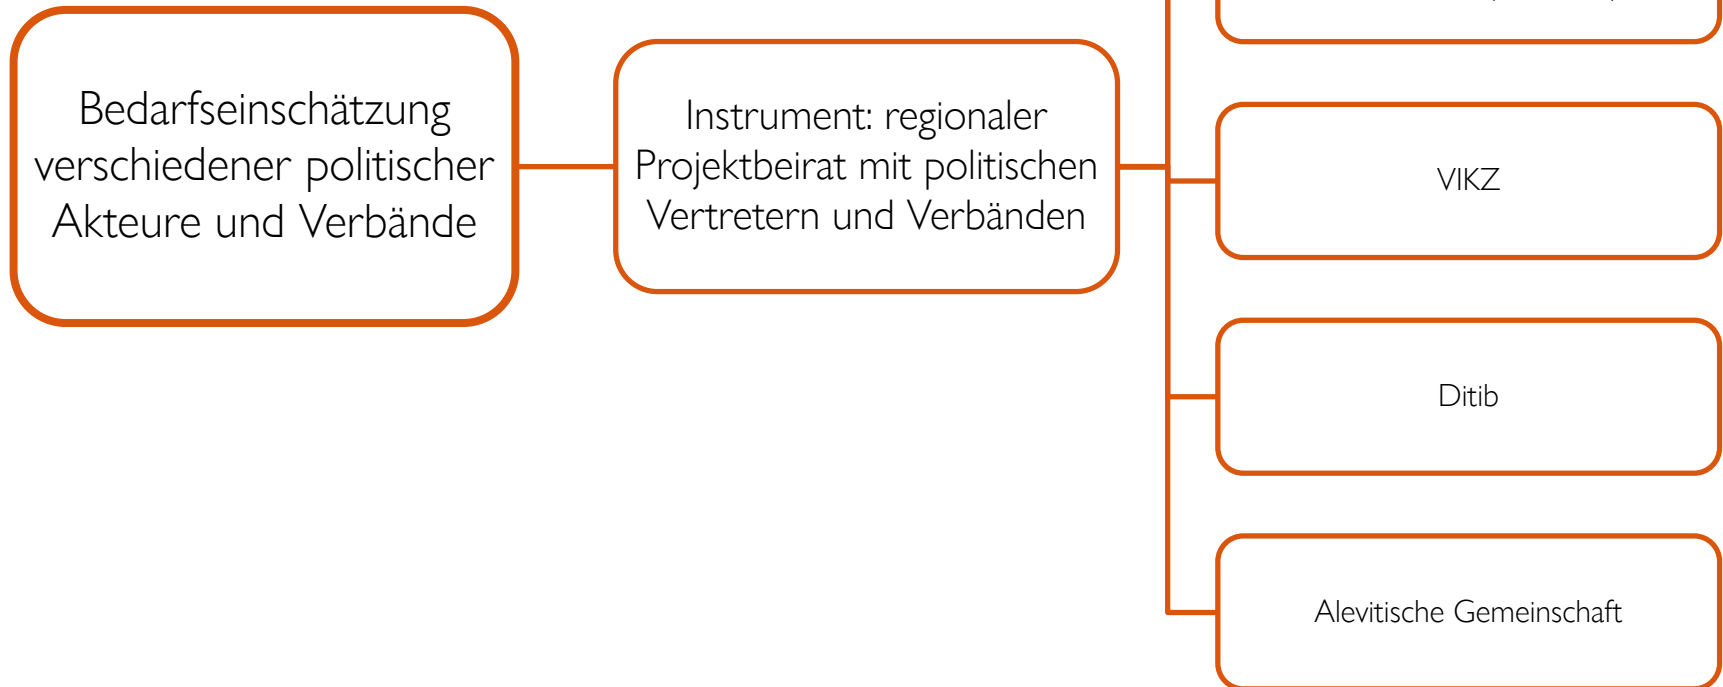 Bedarfseinschätzung
verschiedener politischer
Akteure und Verbände
Instrument: regionaler
Projektbeirat mit politischen
Vertretern und Verbänden
VIKZ
Ditib
Alevitische Gemeinschaft